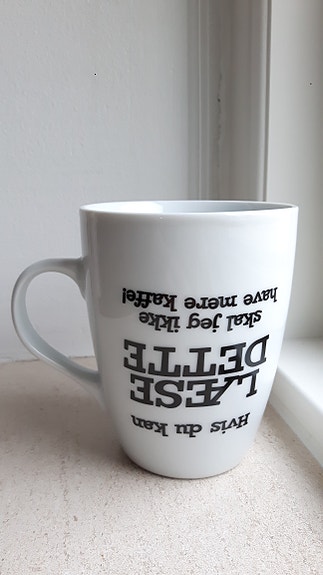 Hvis du kan
LÆSE
DETTE
skal jeg ikke
have mere kaffe!